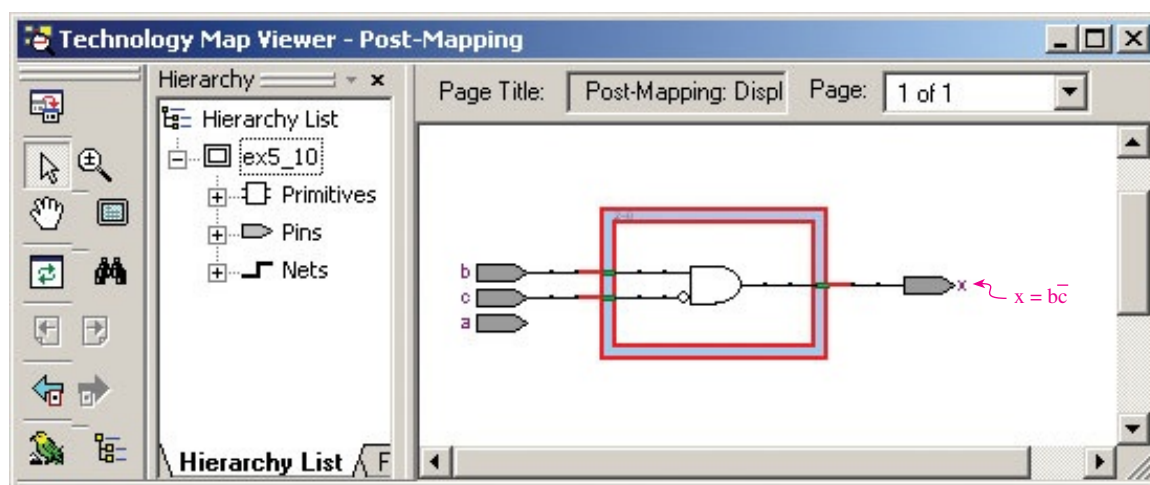 Technology Map Viewer - Post-Mapping
Hierarchy
Page Title: Post-Mapping: Displ Page: 1 of 1
Hierarchy List
ex5_10
Primitives
Pins
Nets
b
c
a
x
x = bc̅
Hierarchy List F